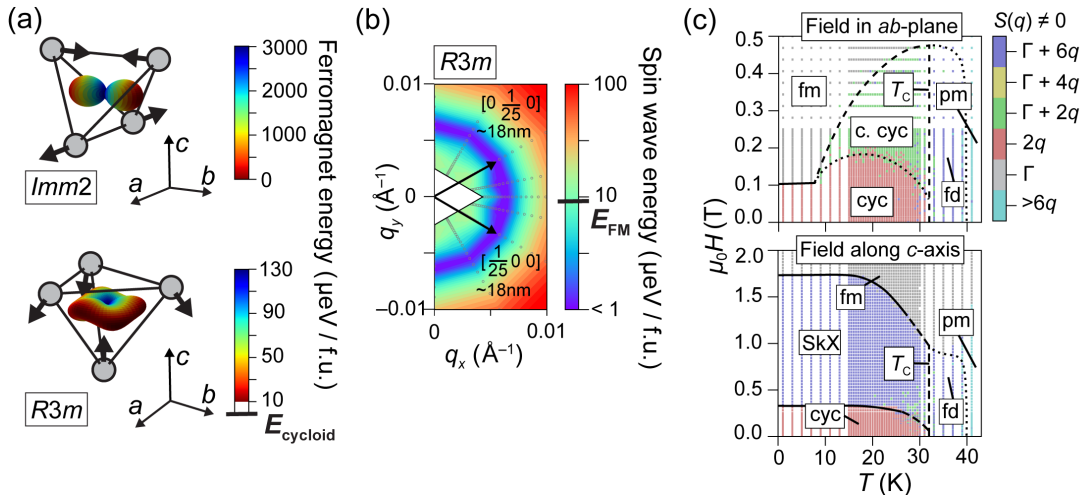 (a)
3000
2000
1000
0
Ferromagnet energy (µeV / f.u.)
c
a
b
Imm2
130
110
90
70
50
30
10
c
a
b
R3m
E_cycloid
(b)
R3m
0.01
0
−0.01
q_y (Å⁻¹)
[0 1/25 0]
~18nm
[1/25 0 0]
~18nm
0
0.01
q_x (Å⁻¹)
100
10
< 1
E_FM
Spin wave energy (µeV / f.u.)
(c)
Field in ab-plane
0.5
0.4
0.3
0.2
0.1
0.0
fm
T_C
pm
c. cyc
cyc
fd
S(q) ≠ 0
Γ + 6q
Γ + 4q
Γ + 2q
2q
Γ
>6q
µ₀H (T)
Field along c-axis
2.0
1.5
1.0
0.5
0.0
fm
SkX
pm
T_C
cyc
fd
0
10
20
30
40
T (K)